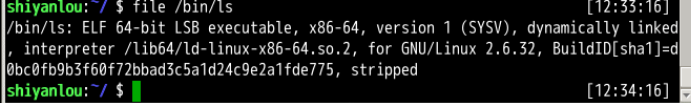 shiyanlou:~/ $ file /bin/ls [12:33:16]
/bin/ls: ELF 64-bit LSB executable, x86-64, version 1 (SYSV), dynamically linked
, interpreter /lib64/ld-linux-x86-64.so.2, for GNU/Linux 2.6.32, BuildID[sha1]=d
0bc0fb9b3f60f72bbad3c5a1d24c9e2a1fde775, stripped
shiyanlou:~/ $ [12:34:16]